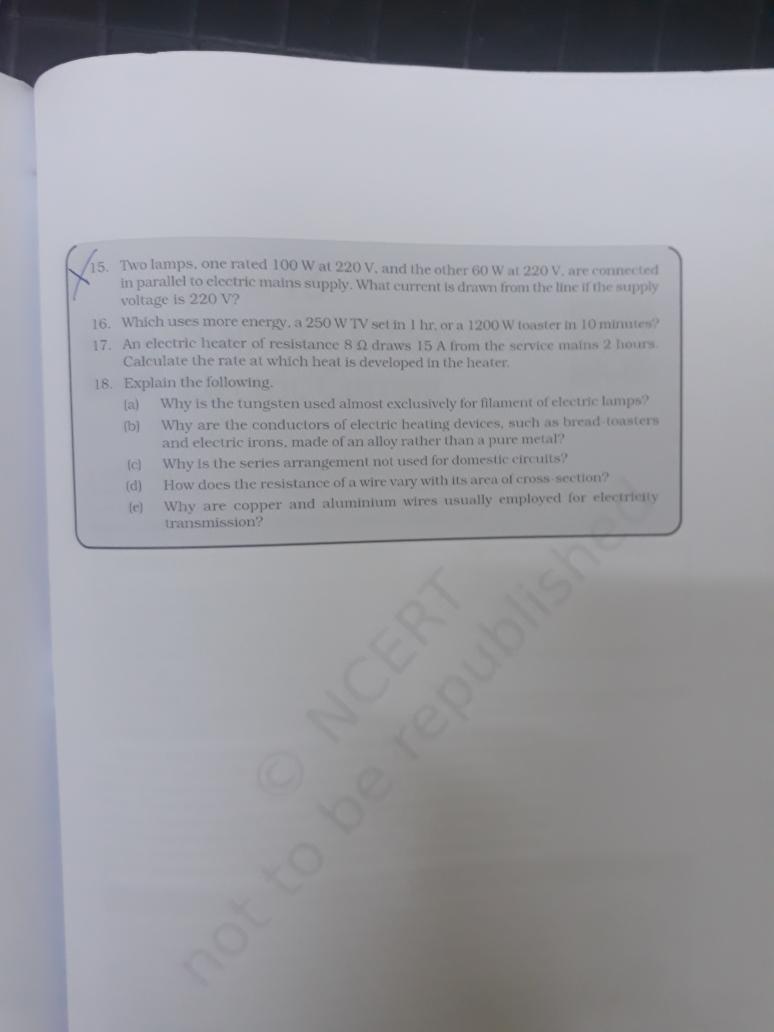 15. Two lamps, one rated 100 W at 220 V, and the other 60 W at 220 V, are connected
in parallel to electric mains supply. What current is drawn from the line if the supply
voltage is 220 V?
16. Which uses more energy, a 250 W TV set in 1 hr, or a 1200 W toaster in 10 minutes?
17. An electric heater of resistance 8 Ω draws 15 A from the service mains 2 hours.
Calculate the rate at which heat is developed in the heater.
18. Explain the following.
(a) Why is the tungsten used almost exclusively for filament of electric lamps?
(b) Why are the conductors of electric heating devices, such as bread-toasters
and electric irons, made of an alloy rather than a pure metal?
(c) Why is the series arrangement not used for domestic circuits?
(d) How does the resistance of a wire vary with its area of cross-section?
(e) Why are copper and aluminium wires usually employed for electricity
transmission?
© NCERT
not to be republished